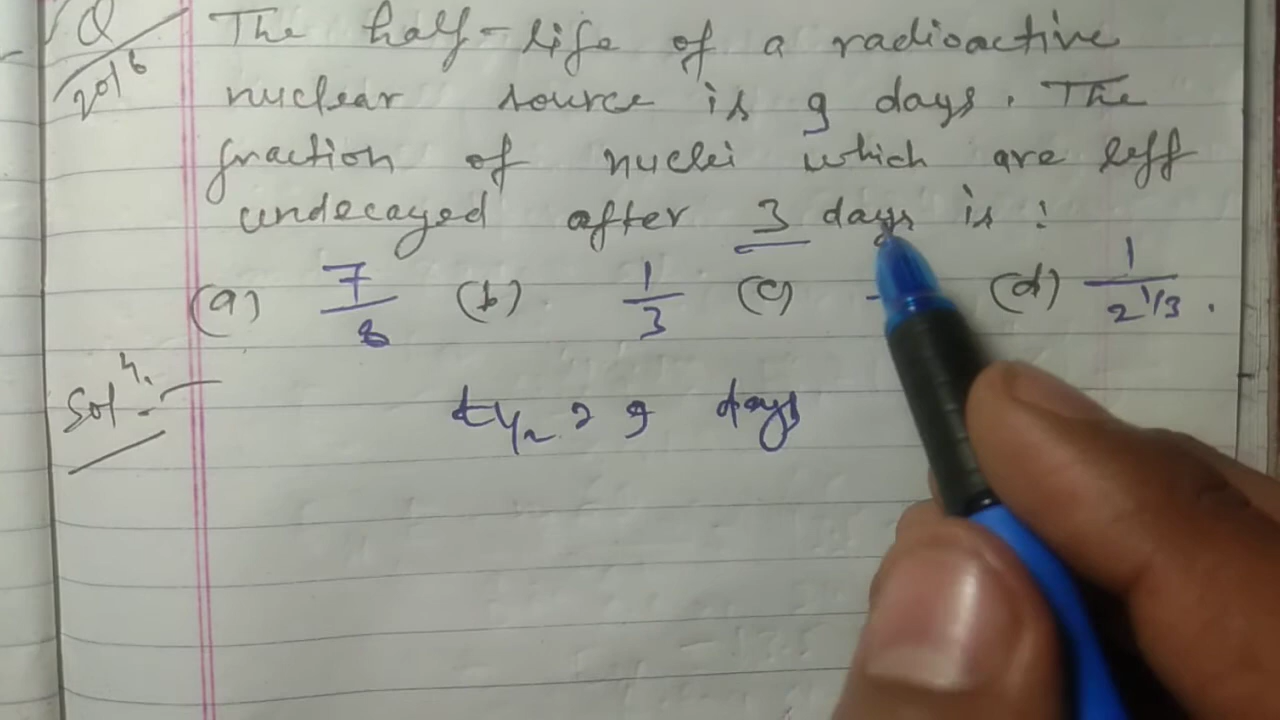 Q The half-life of a radioactive
2016 nuclear source is 9 days. The
fraction of nuclei which are left
undecayed after 3 days is :
(a) 7/8 (b) 1/3 (c) (d) 1/2^1/3 .
Solⁿ. - t1/2 = 9 days